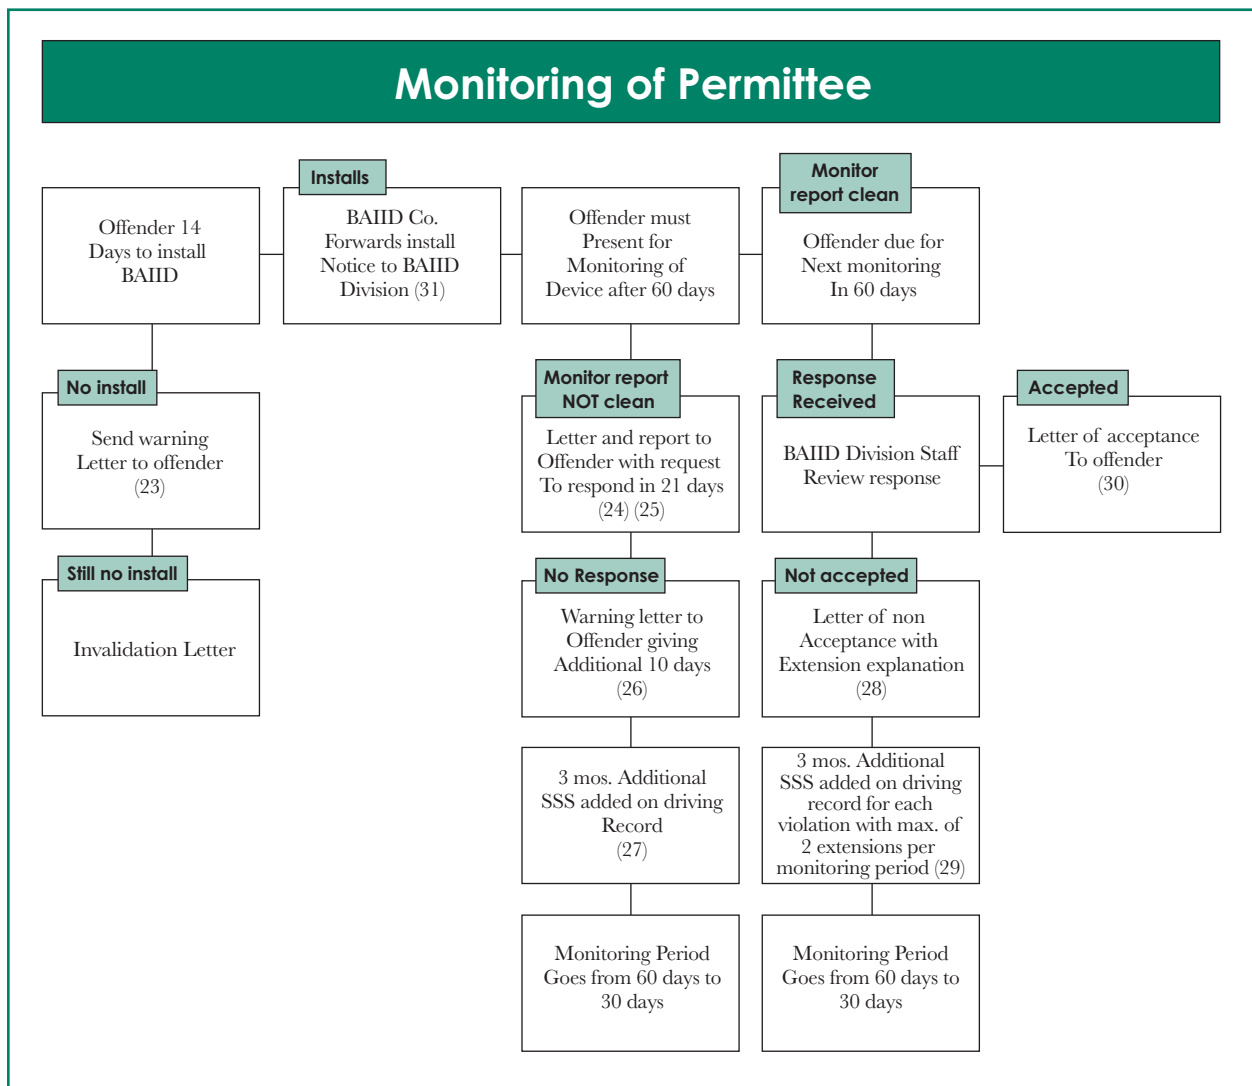 Monitoring of Permittee
Offender 14
Days to install
BAIID
Installs
BAIID Co.
Forwards install
Notice to BAIID
Division (31)
Offender must
Present for
Monitoring of
Device after 60 days
Monitor
report clean
Offender due for
Next monitoring
In 60 days
No install
Send warning
Letter to offender
(23)
Monitor report
NOT clean
Letter and report to
Offender with request
To respond in 21 days
(24) (25)
Response
Received
BAIID Division Staff
Review response
Accepted
Letter of acceptance
To offender
(30)
Still no install
Invalidation Letter
No Response
Warning letter to
Offender giving
Additional 10 days
(26)
Not accepted
Letter of non
Acceptance with
Extension explanation
(28)
3 mos. Additional
SSS added on driving
Record
(27)
3 mos. Additional
SSS added on driving
record for each
violation with max. of
2 extensions per
monitoring period (29)
Monitoring Period
Goes from 60 days to
30 days
Monitoring Period
Goes from 60 days to
30 days